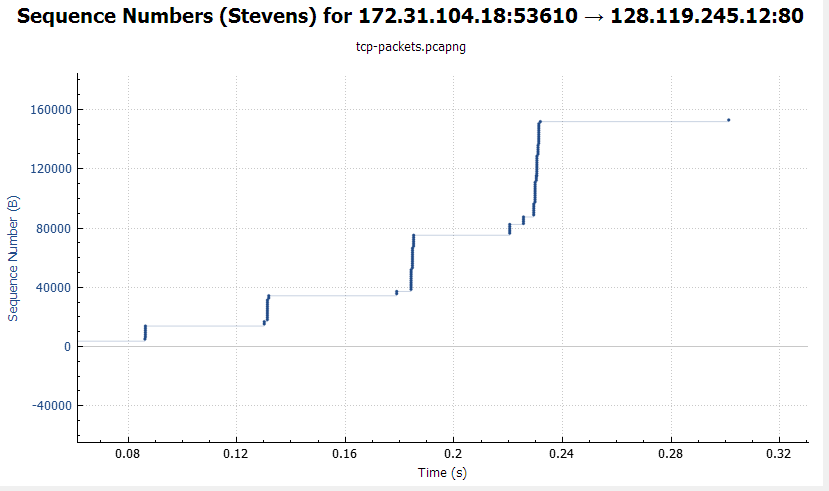 Sequence Numbers (Stevens) for 172.31.104.18:53610 → 128.119.245.12:80
tcp-packets.pcapng
Sequence Number (B)
160000
120000
80000
40000
0
-40000
0.08 0.12 0.16 0.2 0.24 0.28 0.32
Time (s)